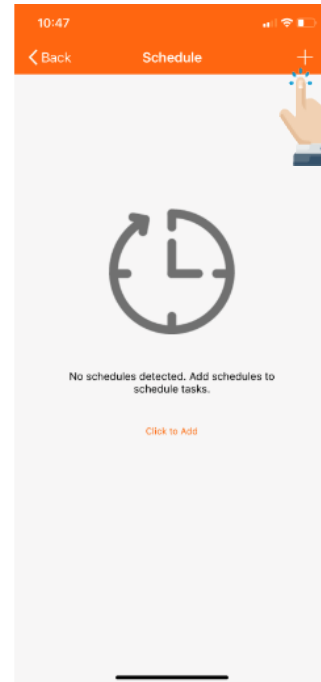 10:47
Back
Schedule
No schedules detected. Add schedules to
schedule tasks.
Click to Add